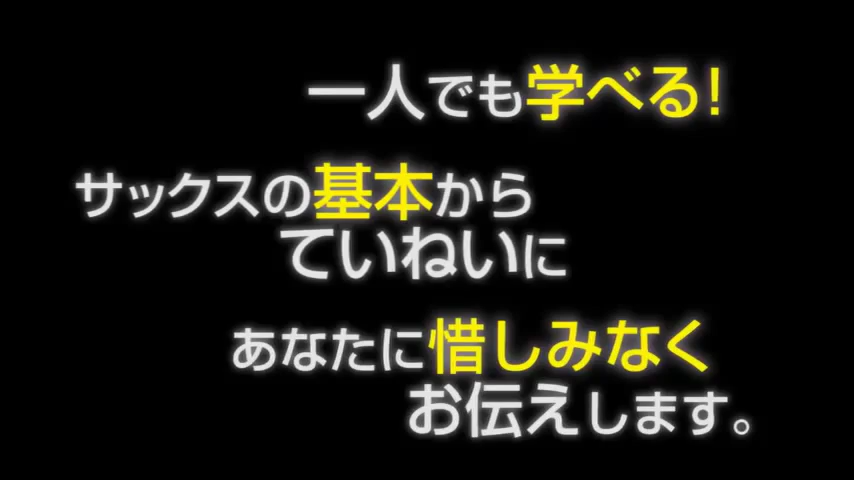 一人でも学べる!
サックスの基本から
ていねいに
あなたに惜しみなく
お伝えします。